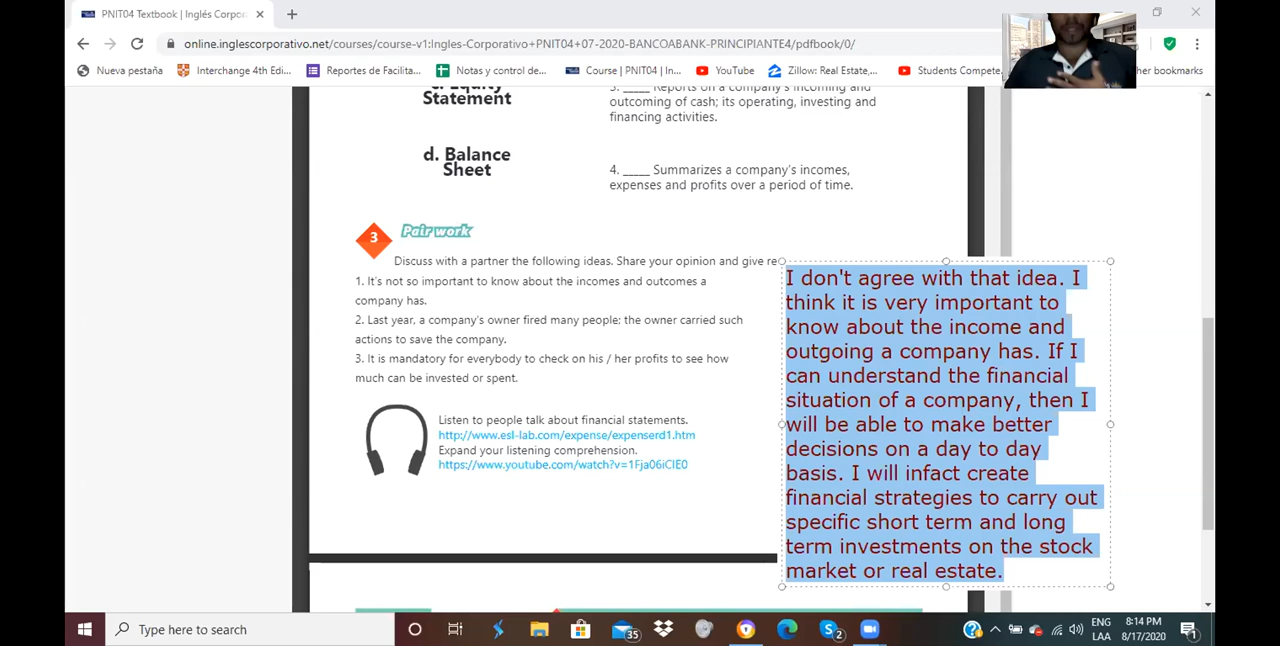 PNIT04 Textbook | Inglés Corpor
online.inglescorporativo.net/courses/course-v1:Ingles-Corporativo+PNIT04+07-2020-BANCOABANK-PRINCIPIANTE4/pdfbook/0/
Nueva pestaña
Interchange 4th Edi...
Reportes de Facilita...
Notas y control de...
Course | PNIT04 | In...
YouTube
Zillow: Real Estate,...
Students Compete
her bookmarks
c. Equity
Statement
3. _____ Reports on a company's incoming and
outcoming of cash; its operating, investing and
financing activities.
d. Balance
Sheet
4. _____ Summarizes a company's incomes,
expenses and profits over a period of time.
3
Pair work
Discuss with a partner the following ideas. Share your opinion and give re
1. It's not so important to know about the incomes and outcomes a
company has.
2. Last year, a company's owner fired many people; the owner carried such
actions to save the company.
3. It is mandatory for everybody to check on his / her profits to see how
much can be invested or spent.
Listen to people talk about financial statements.
http://www.esl-lab.com/expense/expenserd1.htm
Expand your listening comprehension.
https://www.youtube.com/watch?v=1Fja06iCIE0
I don't agree with that idea. I
think it is very important to
know about the income and
outgoing a company has. If I
can understand the financial
situation of a company, then I
will be able to make better
decisions on a day to day
basis. I will infact create
financial strategies to carry out
specific short term and long
term investments on the stock
market or real estate.
Type here to search
35
2
ENG
LAA
8:14 PM
8/17/2020
1